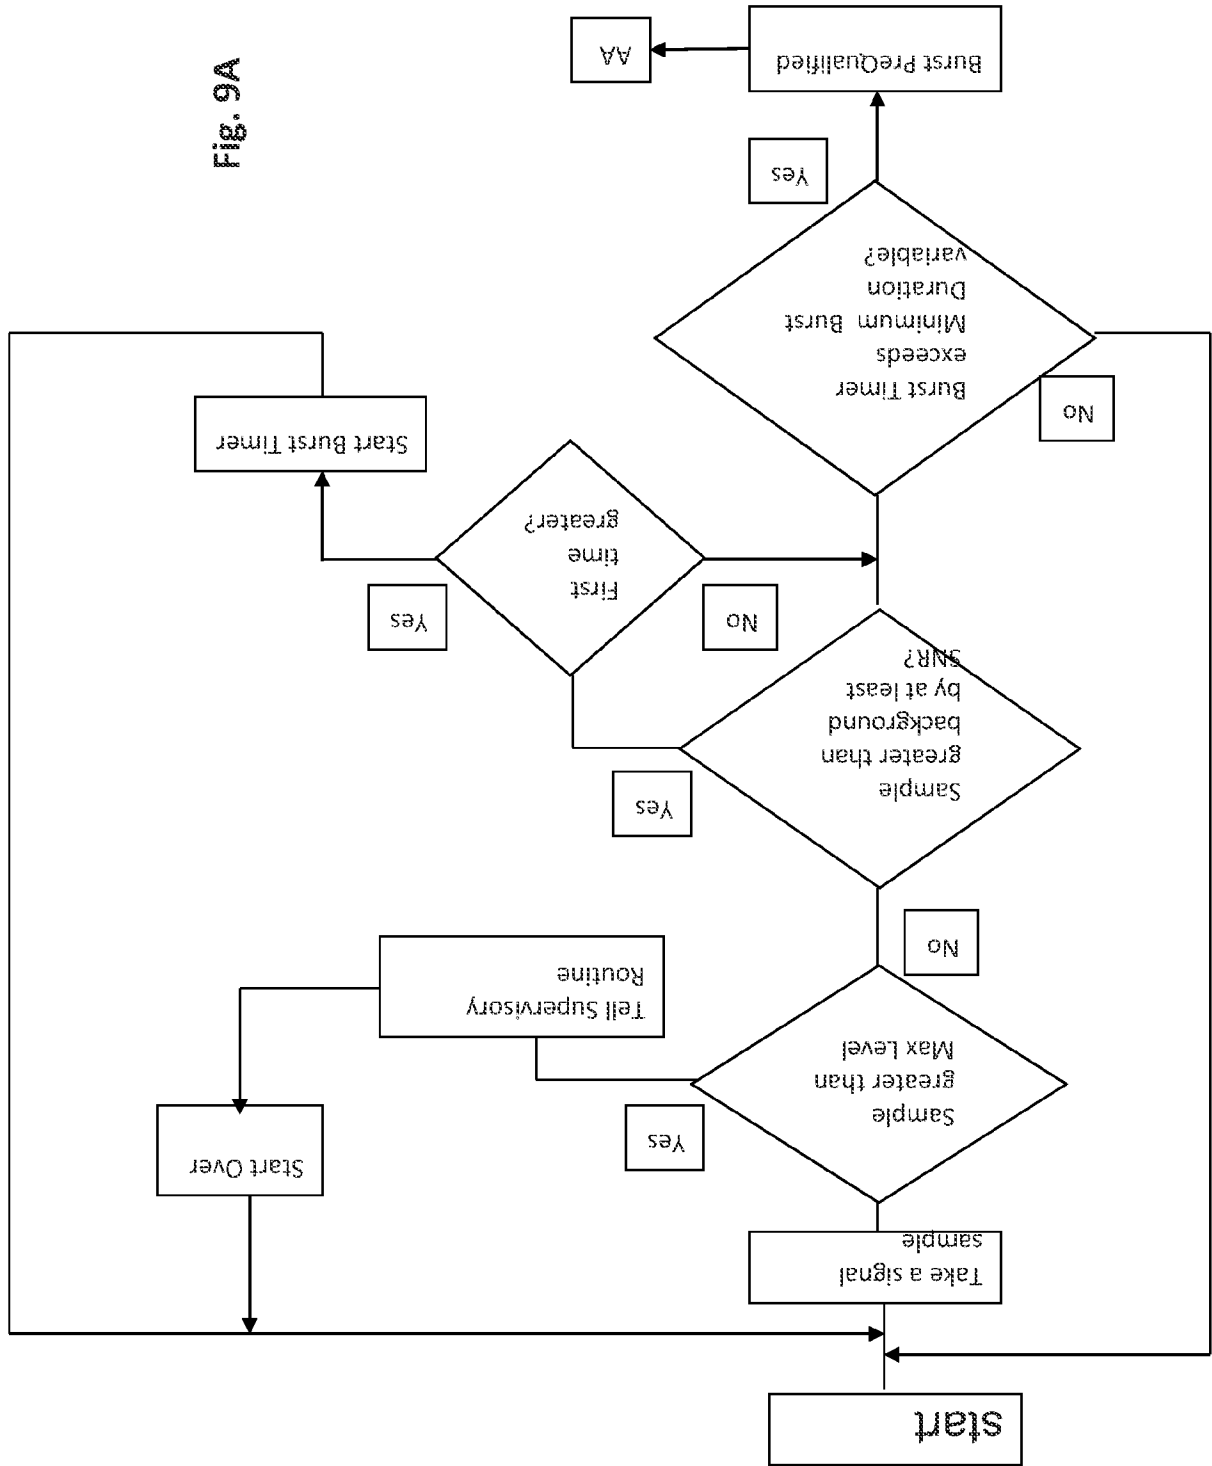 start
Take a signal
sample
Sample
greater than
Max Level
Yes
Tell Supervisory
Routine
Start Over
No
Sample
greater than
background
by at least
SNR?
Yes
First
time
greater?
No
Yes
Start Burst Timer
Burst Timer
exceeds
Minimum Burst
Duration
variable?
No
Yes
Burst PreQualified
AA
Fig. 9A